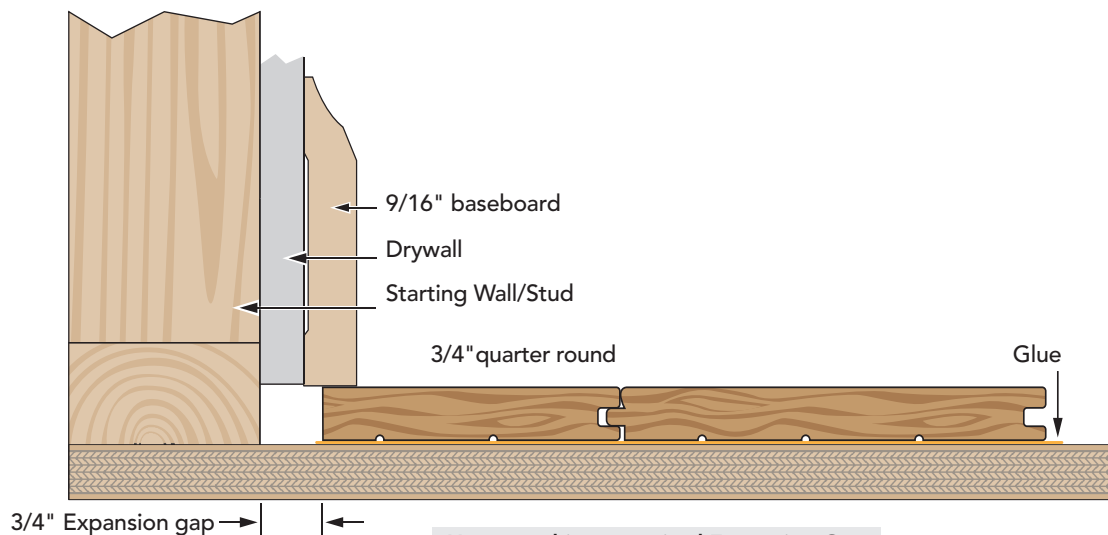 9/16" baseboard
Drywall
Starting Wall/Stud
3/4" quarter round
Glue
3/4" Expansion gap